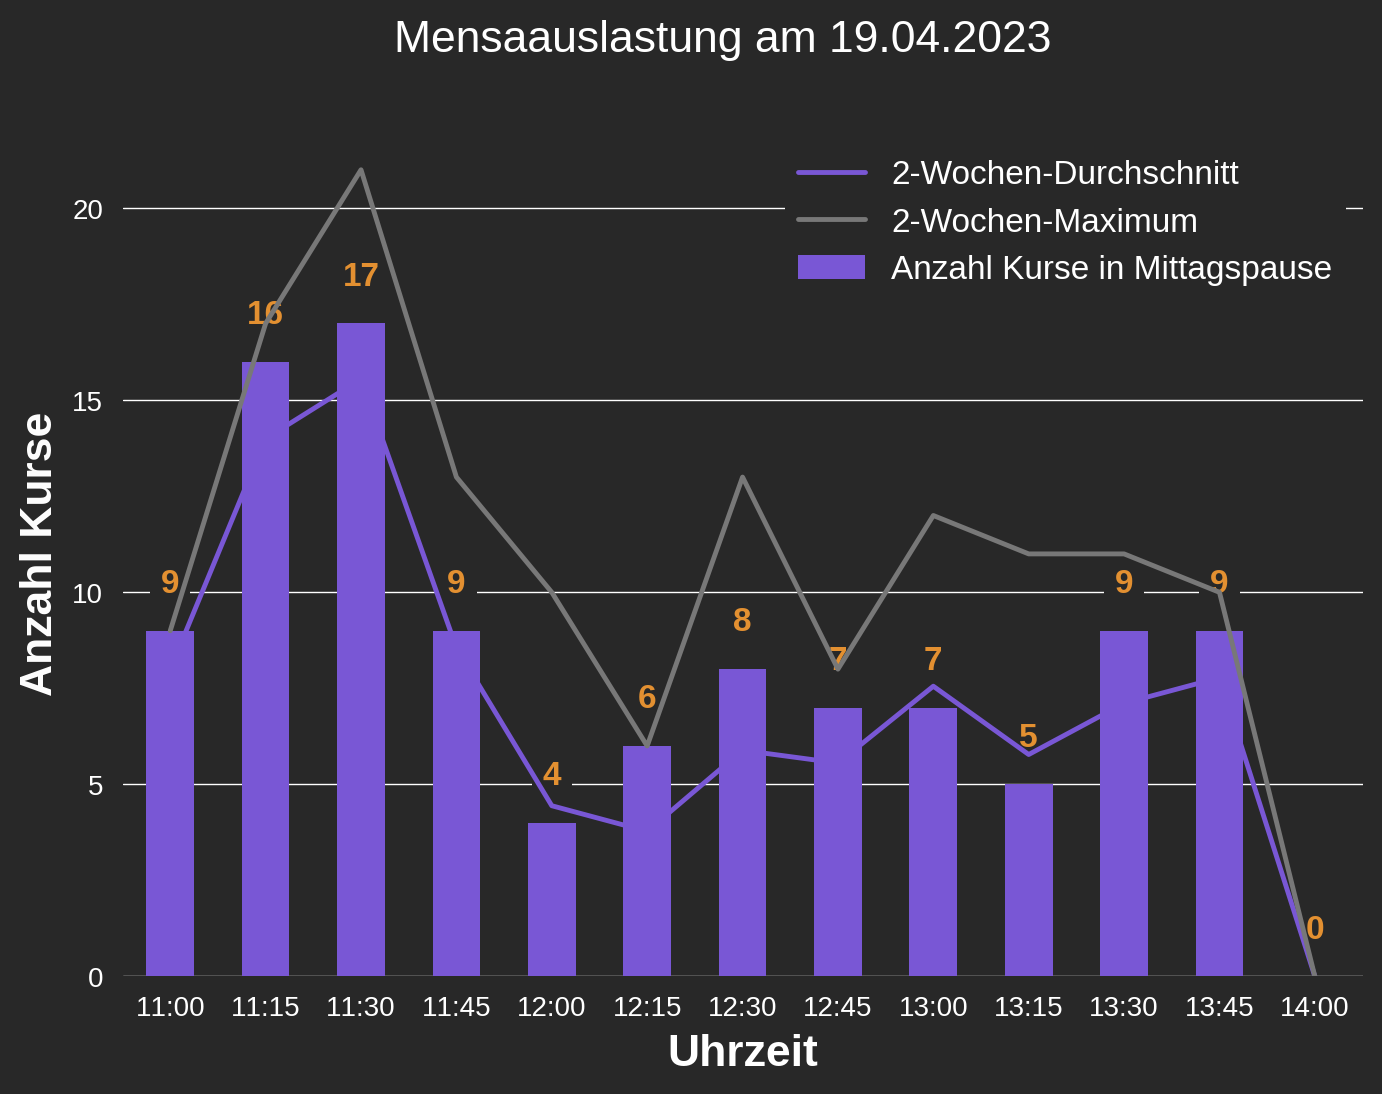 Mensaauslastung am 19.04.2023
2-Wochen-Durchschnitt
2-Wochen-Maximum
Anzahl Kurse in Mittagspause
Anzahl Kurse
20
15
10
5
0
9
16
17
9
4
6
8
7
7
5
9
9
0
11:00 11:15 11:30 11:45 12:00 12:15 12:30 12:45 13:00 13:15 13:30 13:45 14:00
Uhrzeit